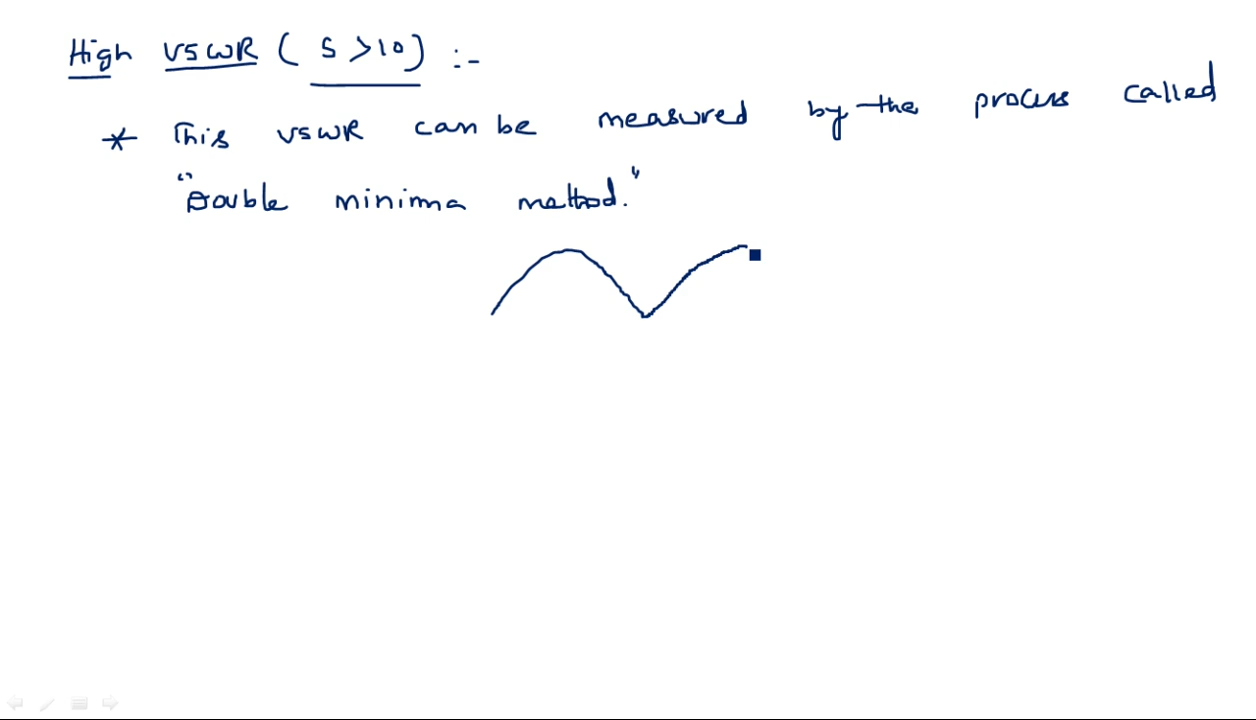 High VSWR ( S >10) :-
* This VSWR can be measured by the process called
"Double minima method."